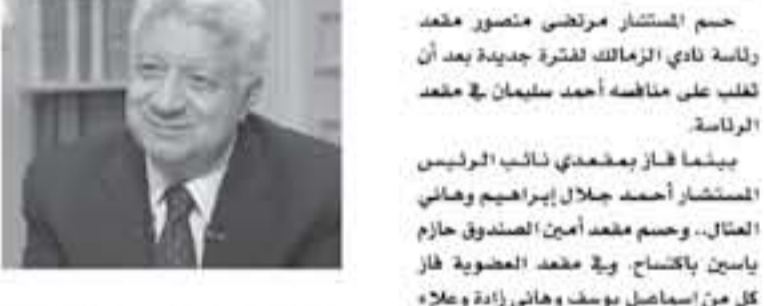 حسم المستشار مرتضى منصور مقعد
رئاسة نادي الزمالك لفترة جديدة بعد أن
تغلب على منافسه أحمد سليمان في مقعد
الرئاسة.
بينما فاز بمقعدي نائب الرئيس
المستشار أحمد جلال إبراهيم وهاني
العتال.. وحسم مقعد أمين الصندوق حازم
ياسين باكتساح. وفي مقعد العضوية فاز
كل من إسماعيل يوسف وهاني زادة وعلاء